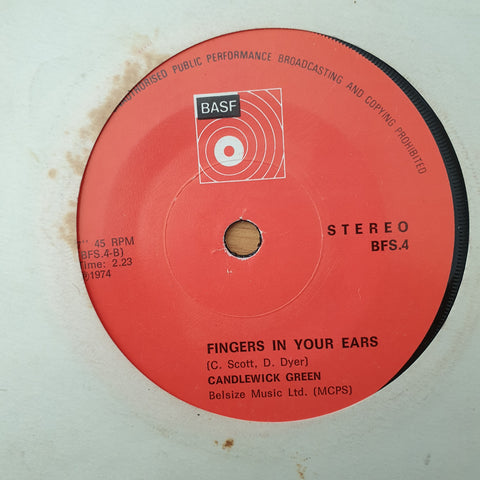 UTHORISED PUBLIC PERFORMANCE BROADCASTING AND COPYING PROHIBITED
BASF
STEREO
BFS.4
7" 45 RPM
BFS.4-B)
ime: 2.23
℗1974
FINGERS IN YOUR EARS
(C. Scott, D. Dyer)
CANDLEWICK GREEN
Belsize Music Ltd. (MCPS)